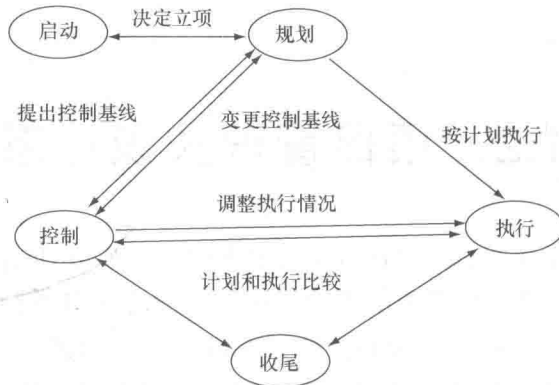 决定立项
启动
规划
提出控制基线
变更控制基线
按计划执行
调整执行情况
控制
执行
计划和执行比较
收尾